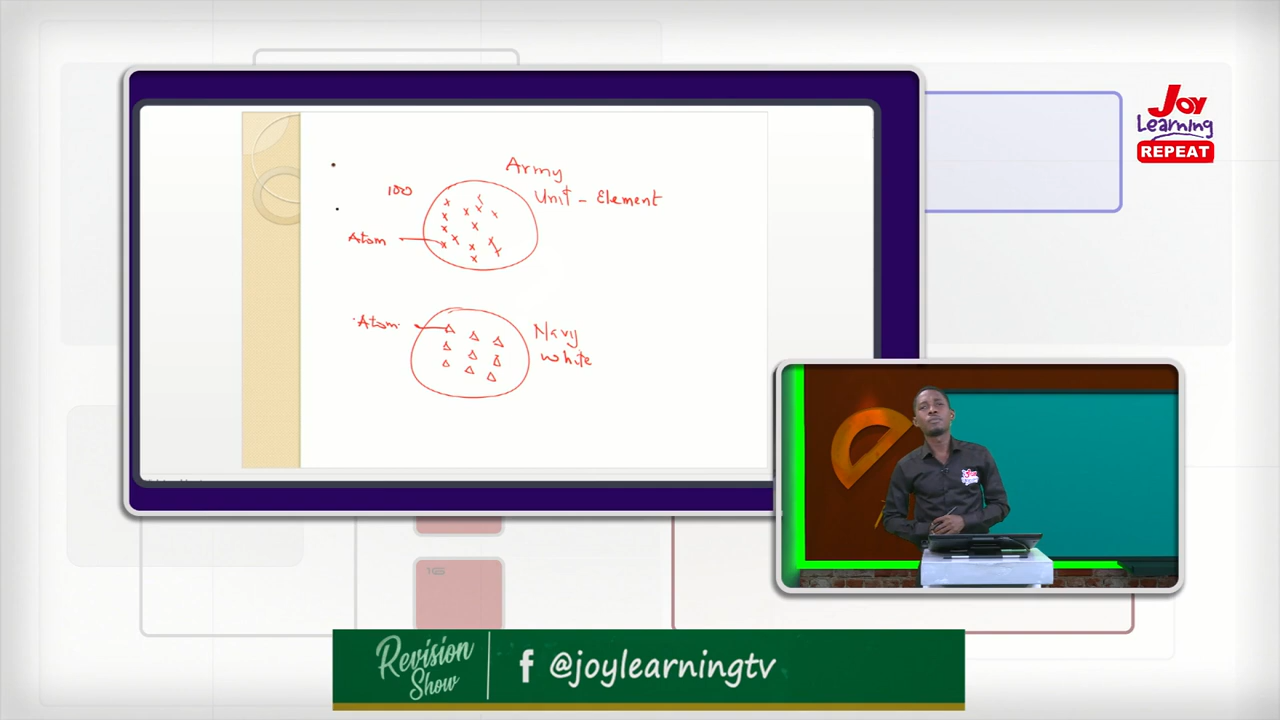 Army
100
Unit - Element
Atom
Atom
Navy
white
JOY
Learning
REPEAT
Revision
Show
f @joylearningtv